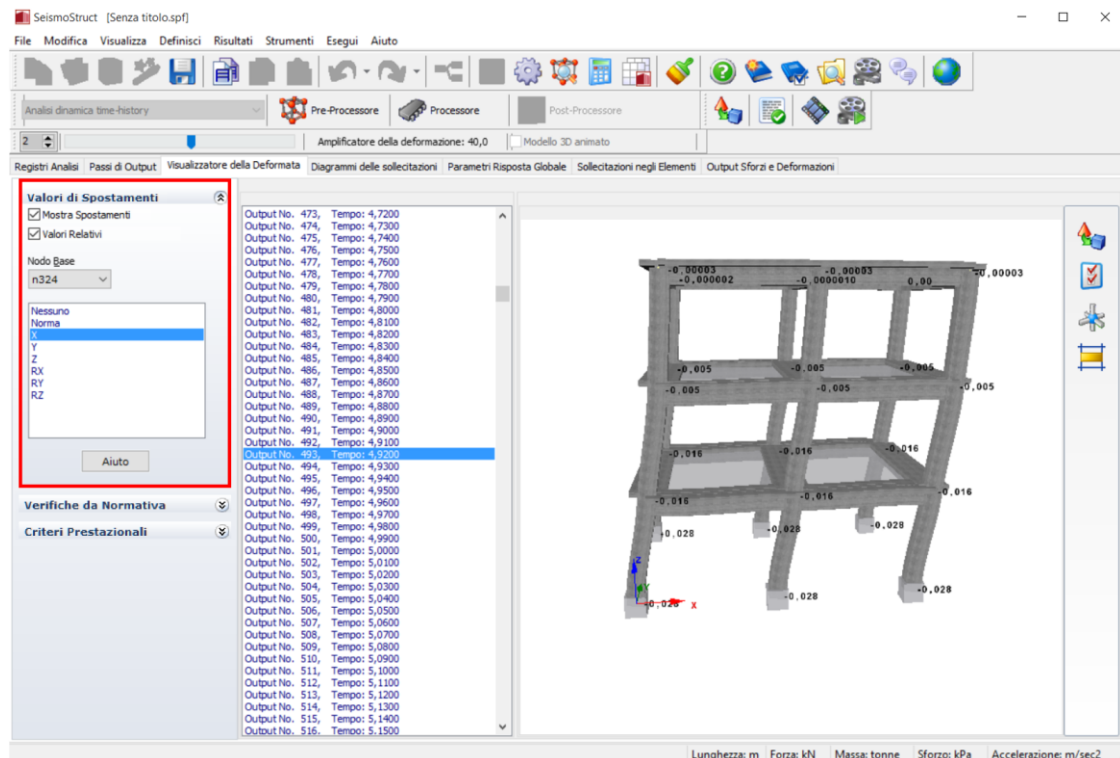 SeismoStruct [Senza titolo.spf]
File Modifica Visualizza Definisci Risultati Strumenti Esegui Aiuto
Analisi dinamica time-history
Pre-Processore
Processore
Post-Processore
2
Amplificatore della deformazione: 40,0
Modello 3D animato
Registri Analisi Passi di Output Visualizzatore della Deformata Diagrammi delle sollecitazioni Parametri Risposta Globale Sollecitazioni negli Elementi Output Sforzi e Deformazioni
Valori di Spostamenti
Mostra Spostamenti
Valori Relativi
Nodo Base
n324
Nessuno
Norma
X
Y
Z
RX
RY
RZ
Aiuto
Verifiche da Normativa
Criteri Prestazionali
Output No. 473, Tempo: 4,7200
Output No. 474, Tempo: 4,7300
Output No. 475, Tempo: 4,7400
Output No. 476, Tempo: 4,7500
Output No. 477, Tempo: 4,7600
Output No. 478, Tempo: 4,7700
Output No. 479, Tempo: 4,7800
Output No. 480, Tempo: 4,7900
Output No. 481, Tempo: 4,8000
Output No. 482, Tempo: 4,8100
Output No. 483, Tempo: 4,8200
Output No. 484, Tempo: 4,8300
Output No. 485, Tempo: 4,8400
Output No. 486, Tempo: 4,8500
Output No. 487, Tempo: 4,8600
Output No. 488, Tempo: 4,8700
Output No. 489, Tempo: 4,8800
Output No. 490, Tempo: 4,8900
Output No. 491, Tempo: 4,9000
Output No. 492, Tempo: 4,9100
Output No. 493, Tempo: 4,9200
Output No. 494, Tempo: 4,9300
Output No. 495, Tempo: 4,9400
Output No. 496, Tempo: 4,9500
Output No. 497, Tempo: 4,9600
Output No. 498, Tempo: 4,9700
Output No. 499, Tempo: 4,9800
Output No. 500, Tempo: 4,9900
Output No. 501, Tempo: 5,0000
Output No. 502, Tempo: 5,0100
Output No. 503, Tempo: 5,0200
Output No. 504, Tempo: 5,0300
Output No. 505, Tempo: 5,0400
Output No. 506, Tempo: 5,0500
Output No. 507, Tempo: 5,0600
Output No. 508, Tempo: 5,0700
Output No. 509, Tempo: 5,0800
Output No. 510, Tempo: 5,0900
Output No. 511, Tempo: 5,1000
Output No. 512, Tempo: 5,1100
Output No. 513, Tempo: 5,1200
Output No. 514, Tempo: 5,1300
Output No. 515, Tempo: 5,1400
Output No. 516, Tempo: 5,1500
-0,00003 -0,00003 -0,00003
-0,000002 -0,0000010 0,00
-0,005 -0,005 -0,005
-0,005 -0,005 -0,005
-0,016 -0,016 -0,016
-0,016 -0,016 -0,016
-0,028 -0,028 -0,028
-0,028 -0,028 -0,028
Z
Y
X
Lunghezza: m Forza: kN Massa: tonne Sforzo: kPa Accelerazione: m/sec2